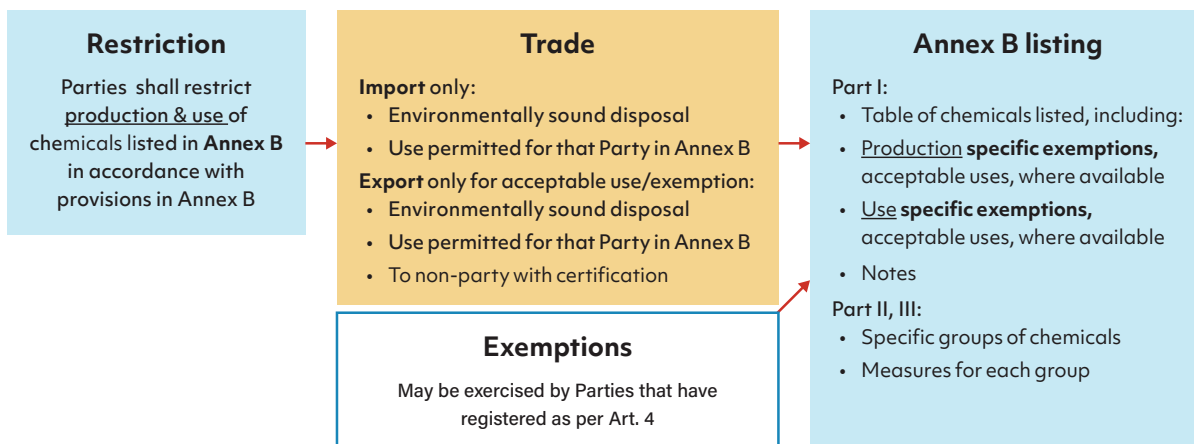 Restriction
Parties shall restrict
production & use of
chemicals listed in Annex B
in accordance with
provisions in Annex B
Trade
Import only:
• Environmentally sound disposal
• Use permitted for that Party in Annex B
Export only for acceptable use/exemption:
• Environmentally sound disposal
• Use permitted for that Party in Annex B
• To non-party with certification
Exemptions
May be exercised by Parties that have
registered as per Art. 4
Annex B listing
Part I:
• Table of chemicals listed, including:
• Production specific exemptions,
acceptable uses, where available
• Use specific exemptions,
acceptable uses, where available
• Notes
Part II, III:
• Specific groups of chemicals
• Measures for each group